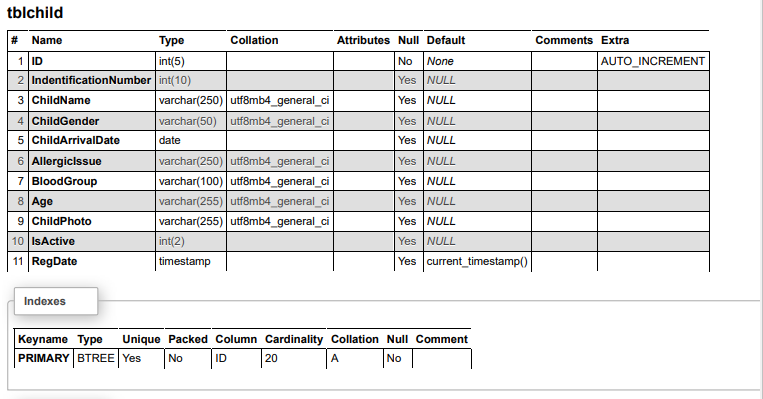 tblchild
# Name Type Collation Attributes Null Default Comments Extra
1 ID int(5) No None AUTO_INCREMENT
2 IndentificationNumber int(10) Yes NULL
3 ChildName varchar(250) utf8mb4_general_ci Yes NULL
4 ChildGender varchar(50) utf8mb4_general_ci Yes NULL
5 ChildArrivalDate date Yes NULL
6 AllergicIssue varchar(250) utf8mb4_general_ci Yes NULL
7 BloodGroup varchar(100) utf8mb4_general_ci Yes NULL
8 Age varchar(255) utf8mb4_general_ci Yes NULL
9 ChildPhoto varchar(255) utf8mb4_general_ci Yes NULL
10 IsActive int(2) Yes NULL
11 RegDate timestamp Yes current_timestamp()
Indexes
Keyname Type Unique Packed Column Cardinality Collation Null Comment
PRIMARY BTREE Yes No ID 20 A No